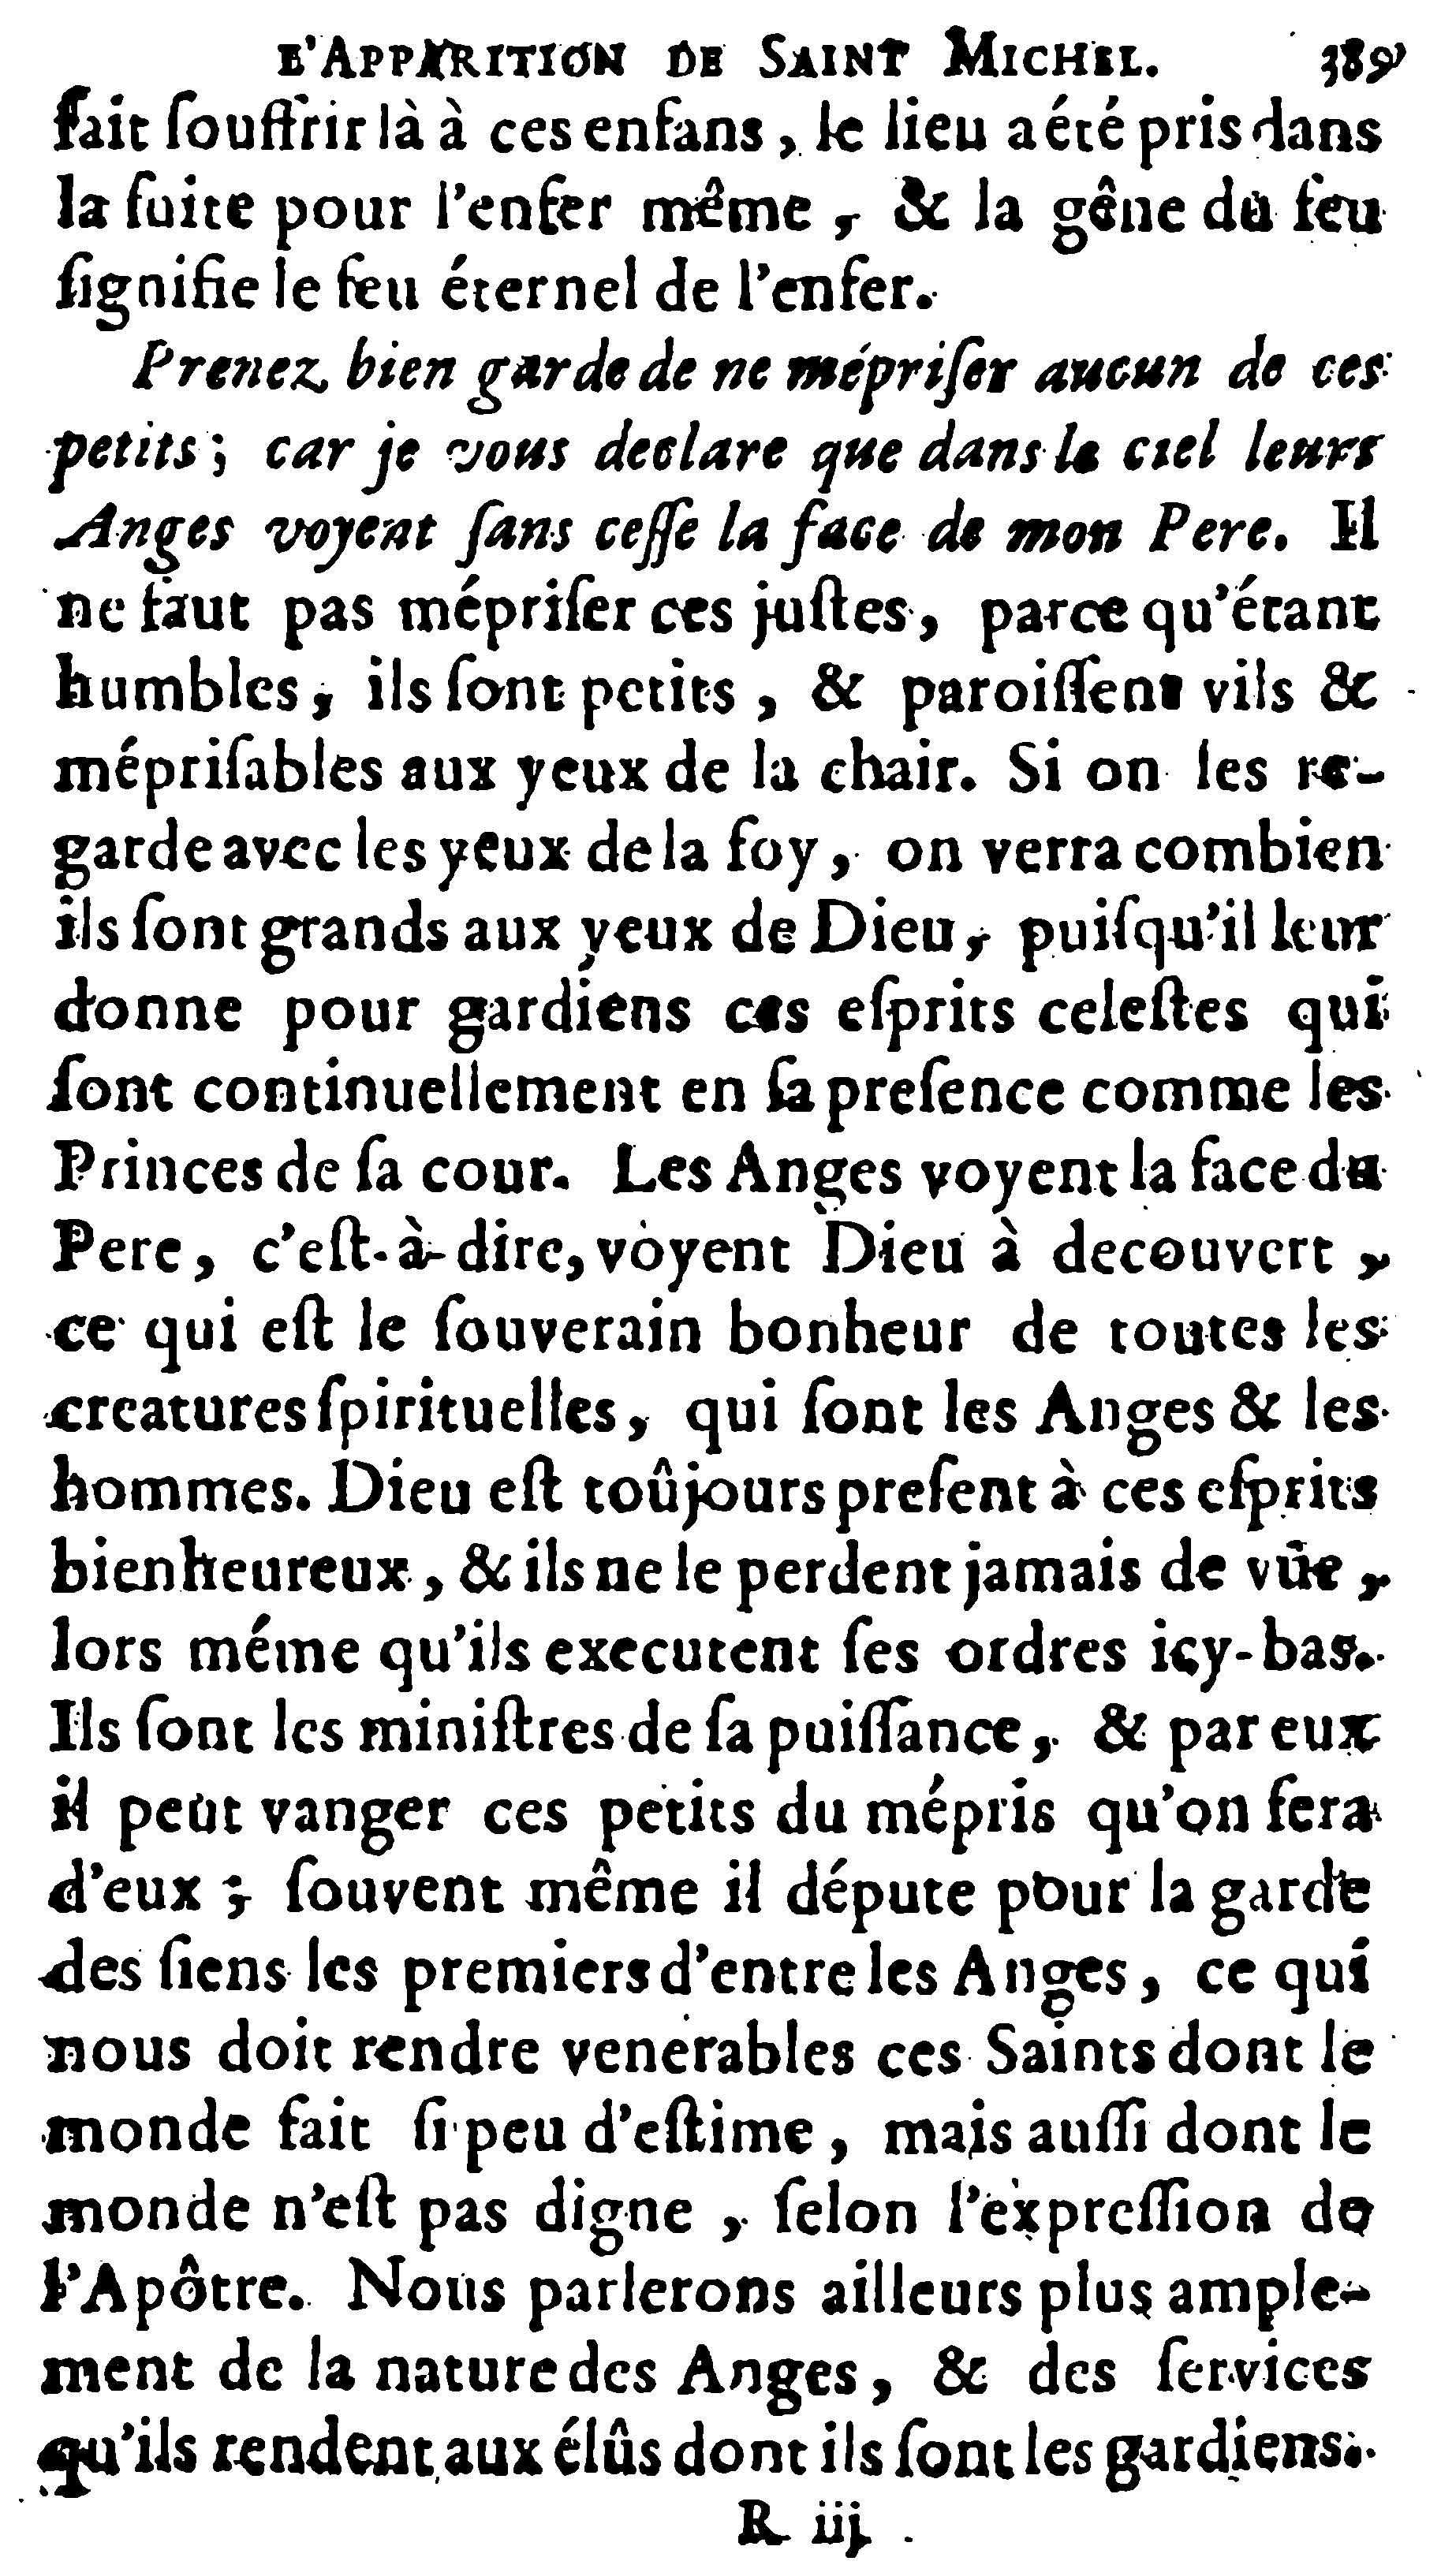 L'APPARITION DE SAINT MICHEL. 389
fait ſouffrir là à ces enfans, le lieu a été pris dans
la ſuite pour l'enfer même, & la gêne du feu
ſignifie le feu éternel de l'enfer.
Prenez bien garde de ne mépriſer aucun de ces
petits; car je vous declare que dans le ciel leurs
Anges voyent ſans ceſſe la face de mon Pere. Il
ne faut pas mépriſer ces juſtes, parce qu'étant
humbles, ils ſont petits, & paroiſſent vils &
mépriſables aux yeux de la chair. Si on les re-
garde avec les yeux de la foy, on verra combien
ils ſont grands aux yeux de Dieu, puiſqu'il leur
donne pour gardiens ces eſprits celeſtes qui
ſont continuellement en ſa preſence comme les
Princes de ſa cour. Les Anges voyent la face du
Pere, c'eſt-à-dire, voyent Dieu à decouvert,
ce qui eſt le ſouverain bonheur de toutes les
creatures ſpirituelles, qui ſont les Anges & les
hommes. Dieu eſt toûjours preſent à ces eſprits
bienheureux, & ils ne le perdent jamais de vûe,
lors méme qu'ils executent ſes ordres icy-bas.
Ils ſont les miniſtres de ſa puiſſance, & par eux
il peut vanger ces petits du mépris qu'on fera
d'eux; ſouvent même il députe pour la garde
des ſiens les premiers d'entre les Anges, ce qui
nous doit rendre venerables ces Saints dont le
monde fait ſi peu d'eſtime, mais auſſi dont le
monde n'eſt pas digne, ſelon l'expreſſion de
l'Apôtre. Nous parlerons ailleurs plus ample-
ment de la nature des Anges, & des ſervices
qu'ils rendent aux élûs dont ils ſont les gardiens.
R iij